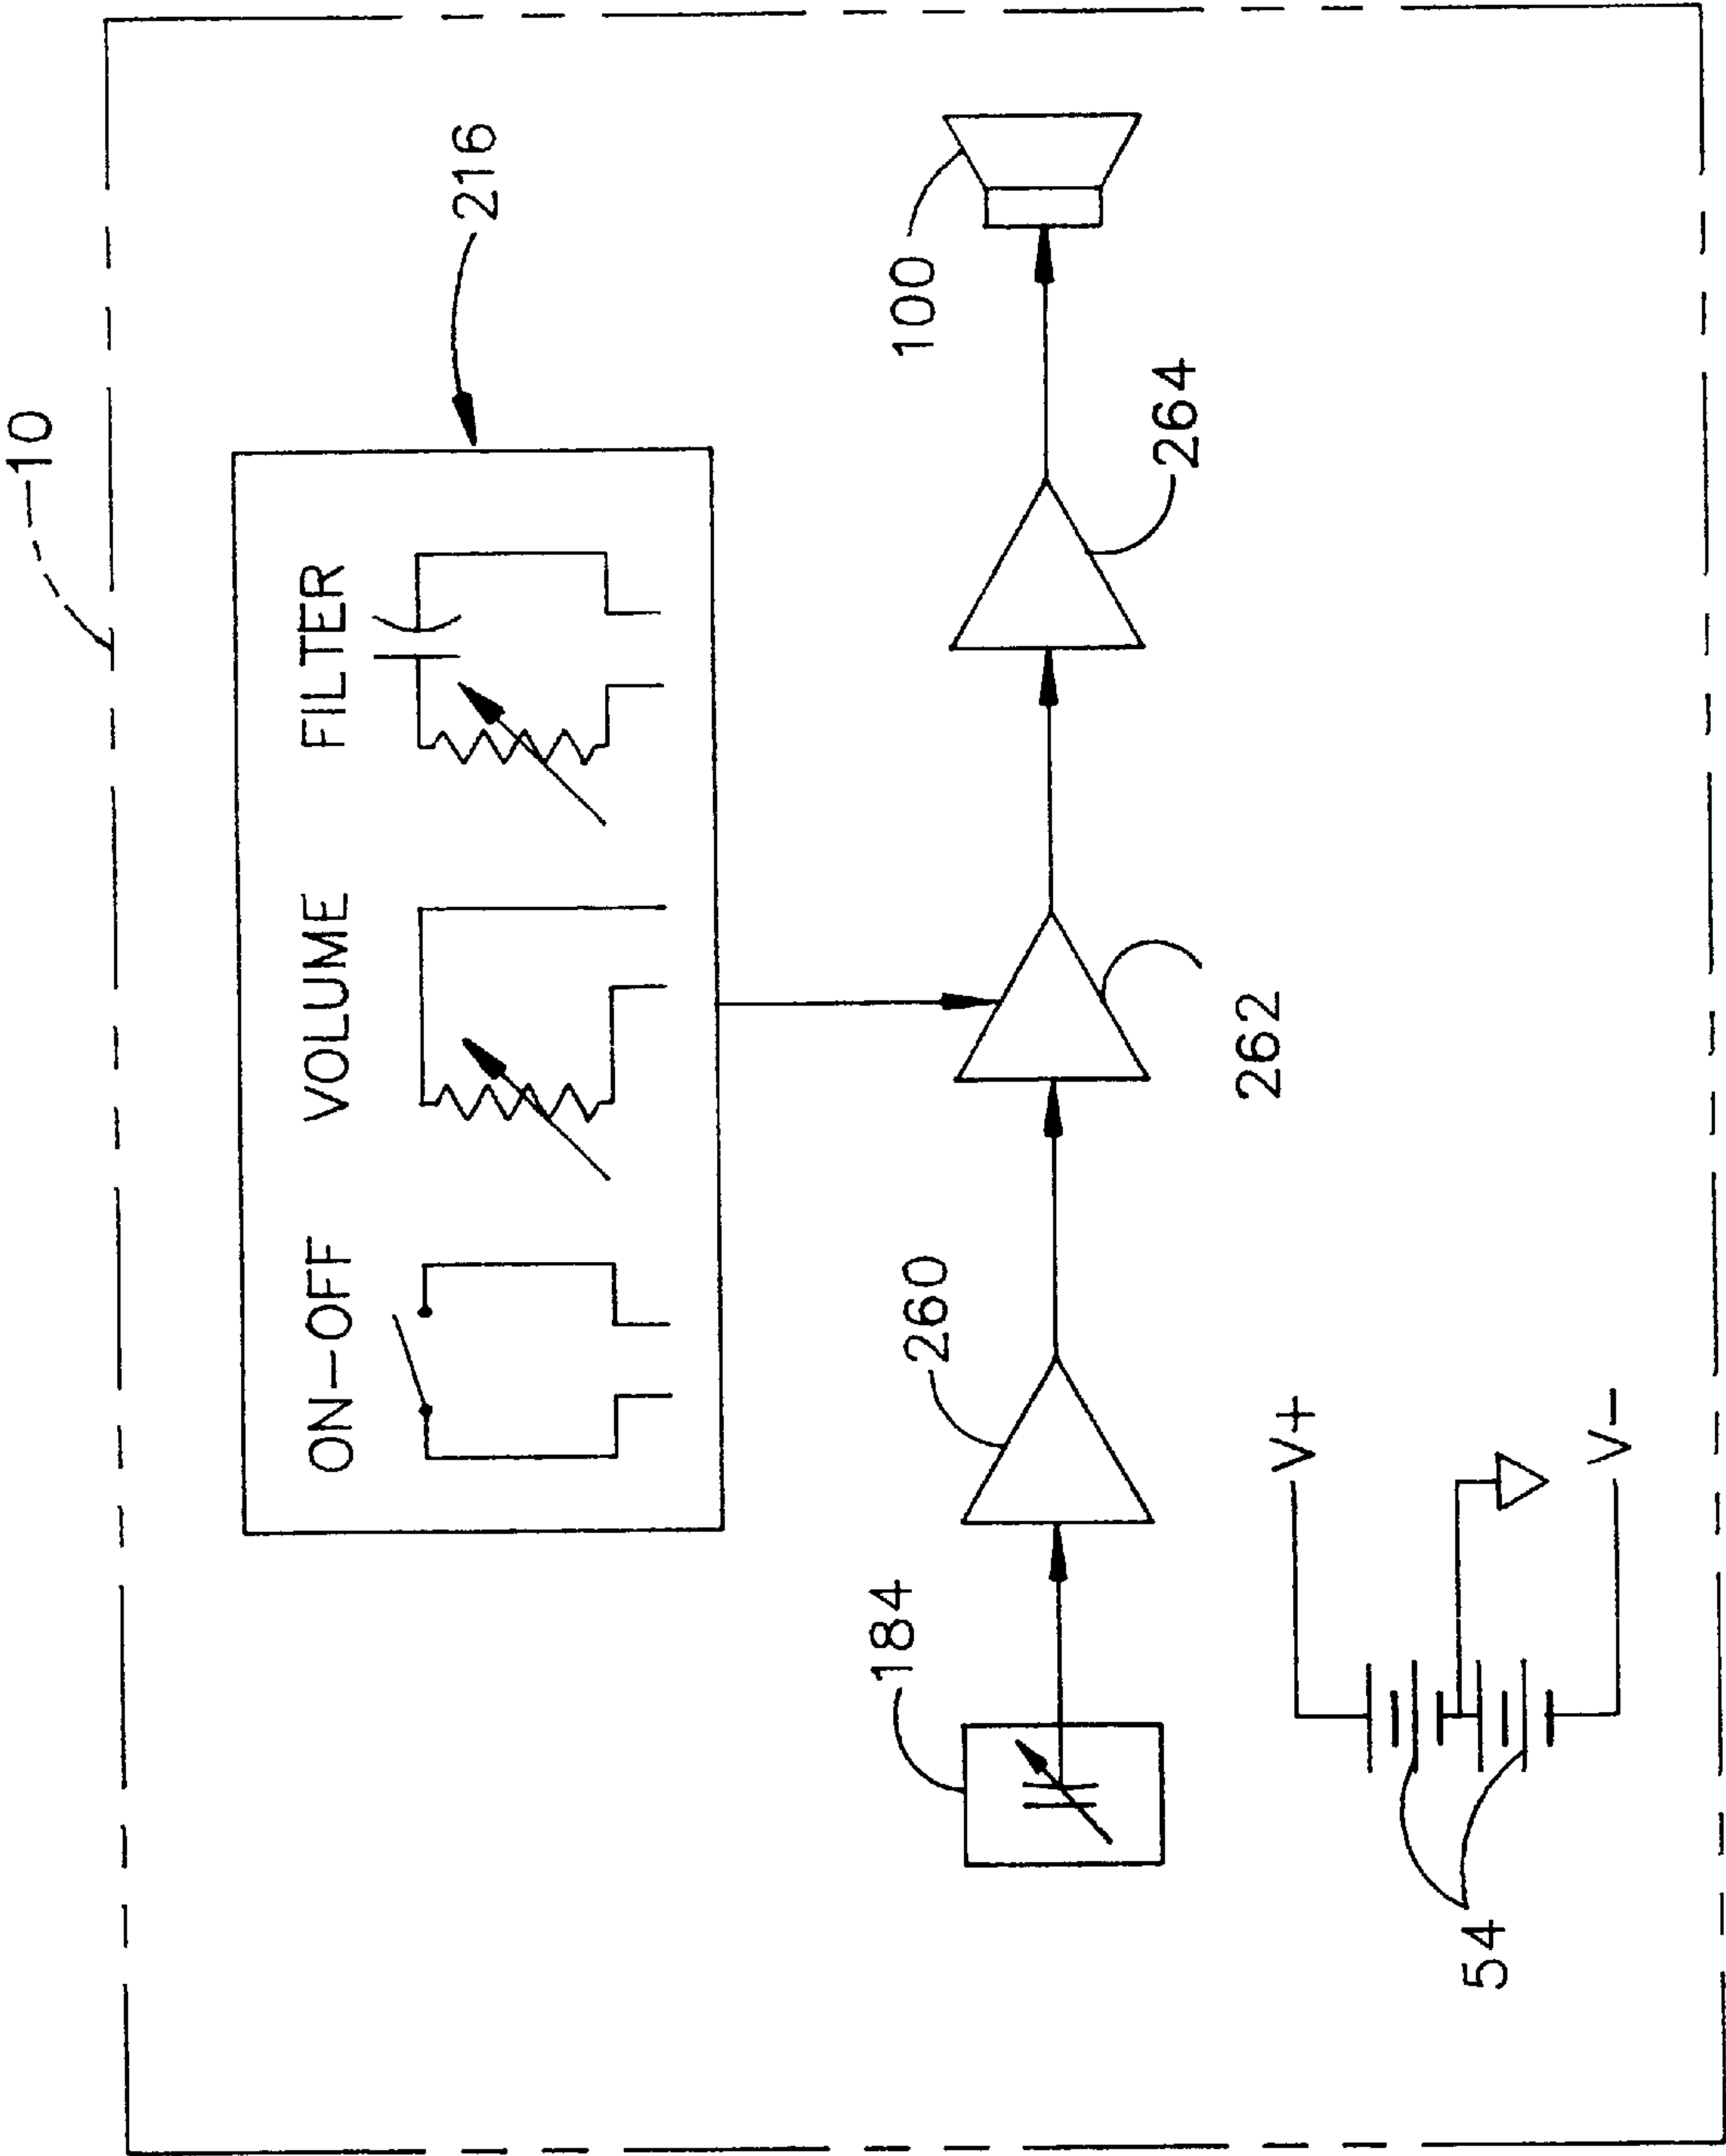 10
216
ON-OFF VOLUME FILTER
184
260
262
264
100
V+
V-
54